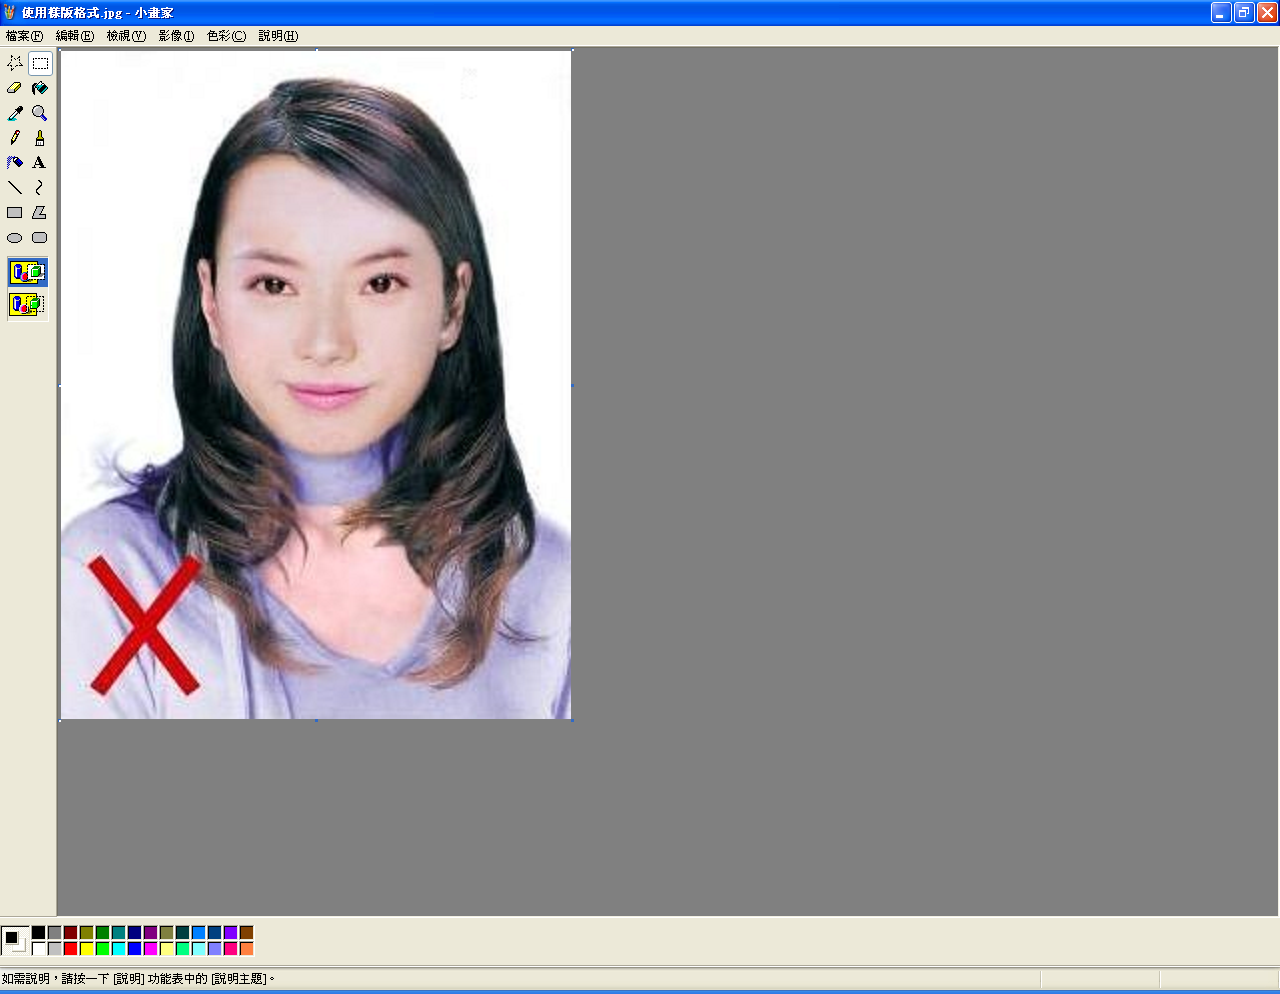 使用樣版格式.jpg - 小畫家
檔案(F) 編輯(E) 檢視(V) 影像(I) 色彩(C) 說明(H)
A
如需說明，請按一下 [說明] 功能表中的 [說明主題]。